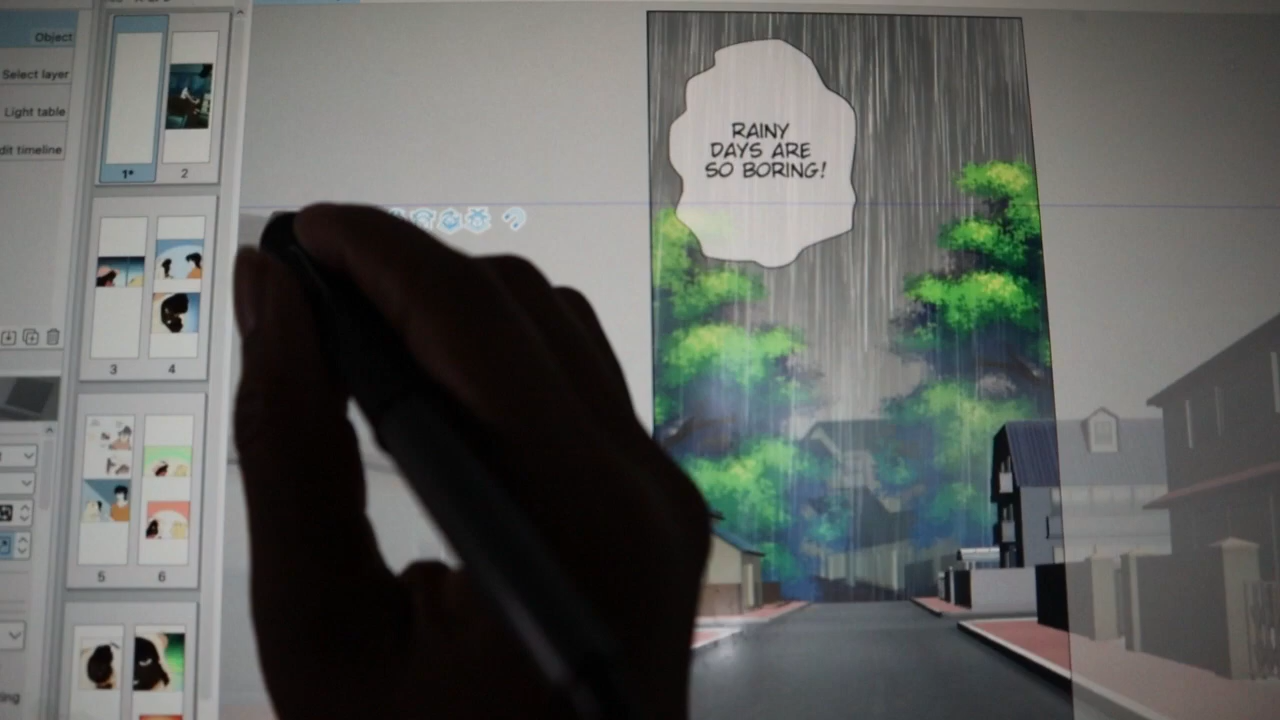 Object
Select layer
Light table
dit timeline
1*
2
3
4
5
6
RAINY
DAYS ARE
SO BORING!